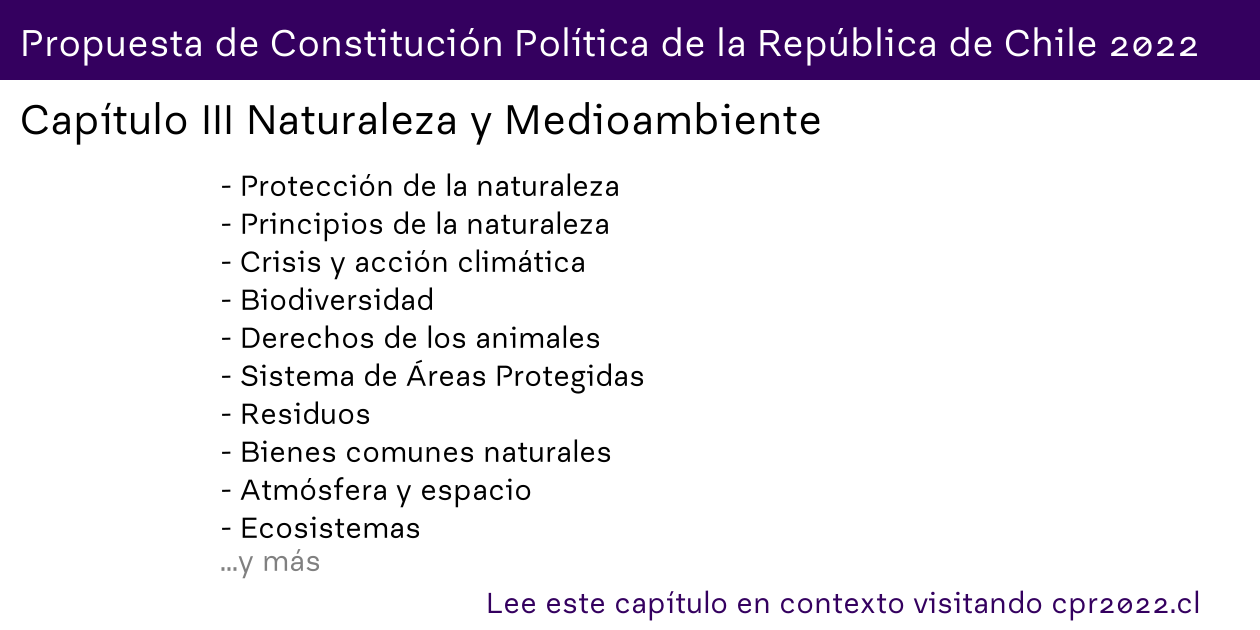 Propuesta de Constitución Política de la República de Chile 2022
Capítulo III Naturaleza y Medioambiente
- Protección de la naturaleza
- Principios de la naturaleza
- Crisis y acción climática
- Biodiversidad
- Derechos de los animales
- Sistema de Áreas Protegidas
- Residuos
- Bienes comunes naturales
- Atmósfera y espacio
- Ecosistemas
...y más
Lee este capítulo en contexto visitando cpr2022.cl